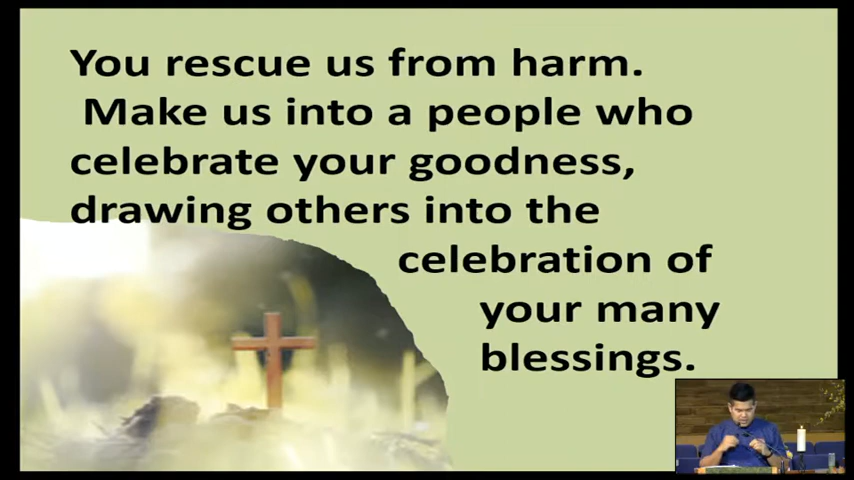 You rescue us from harm.
Make us into a people who
celebrate your goodness,
drawing others into the
celebration of
your many
blessings.